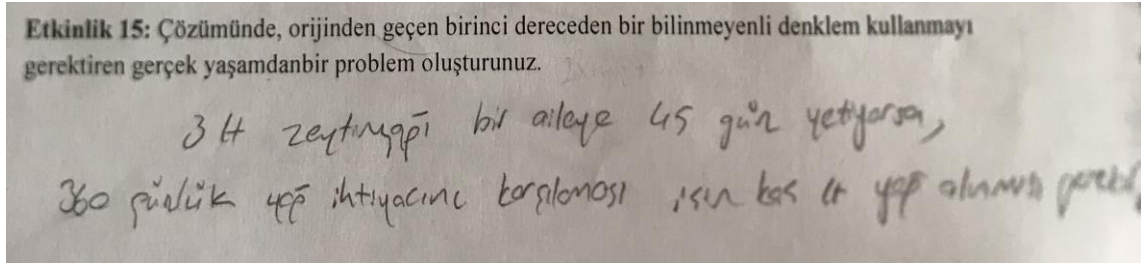 Etkinlik 15: Çözümünde, orijinden geçen birinci dereceden bir bilinmeyenli denklem kullanmayı
gerektiren gerçek yaşamdanbir problem oluşturunuz.
3 lt zeytinyağı bir aileye 45 gün yetiyorsa,
360 günlük yağ ihtiyacını karşılaması için kaç lt yağ alınması gerekir